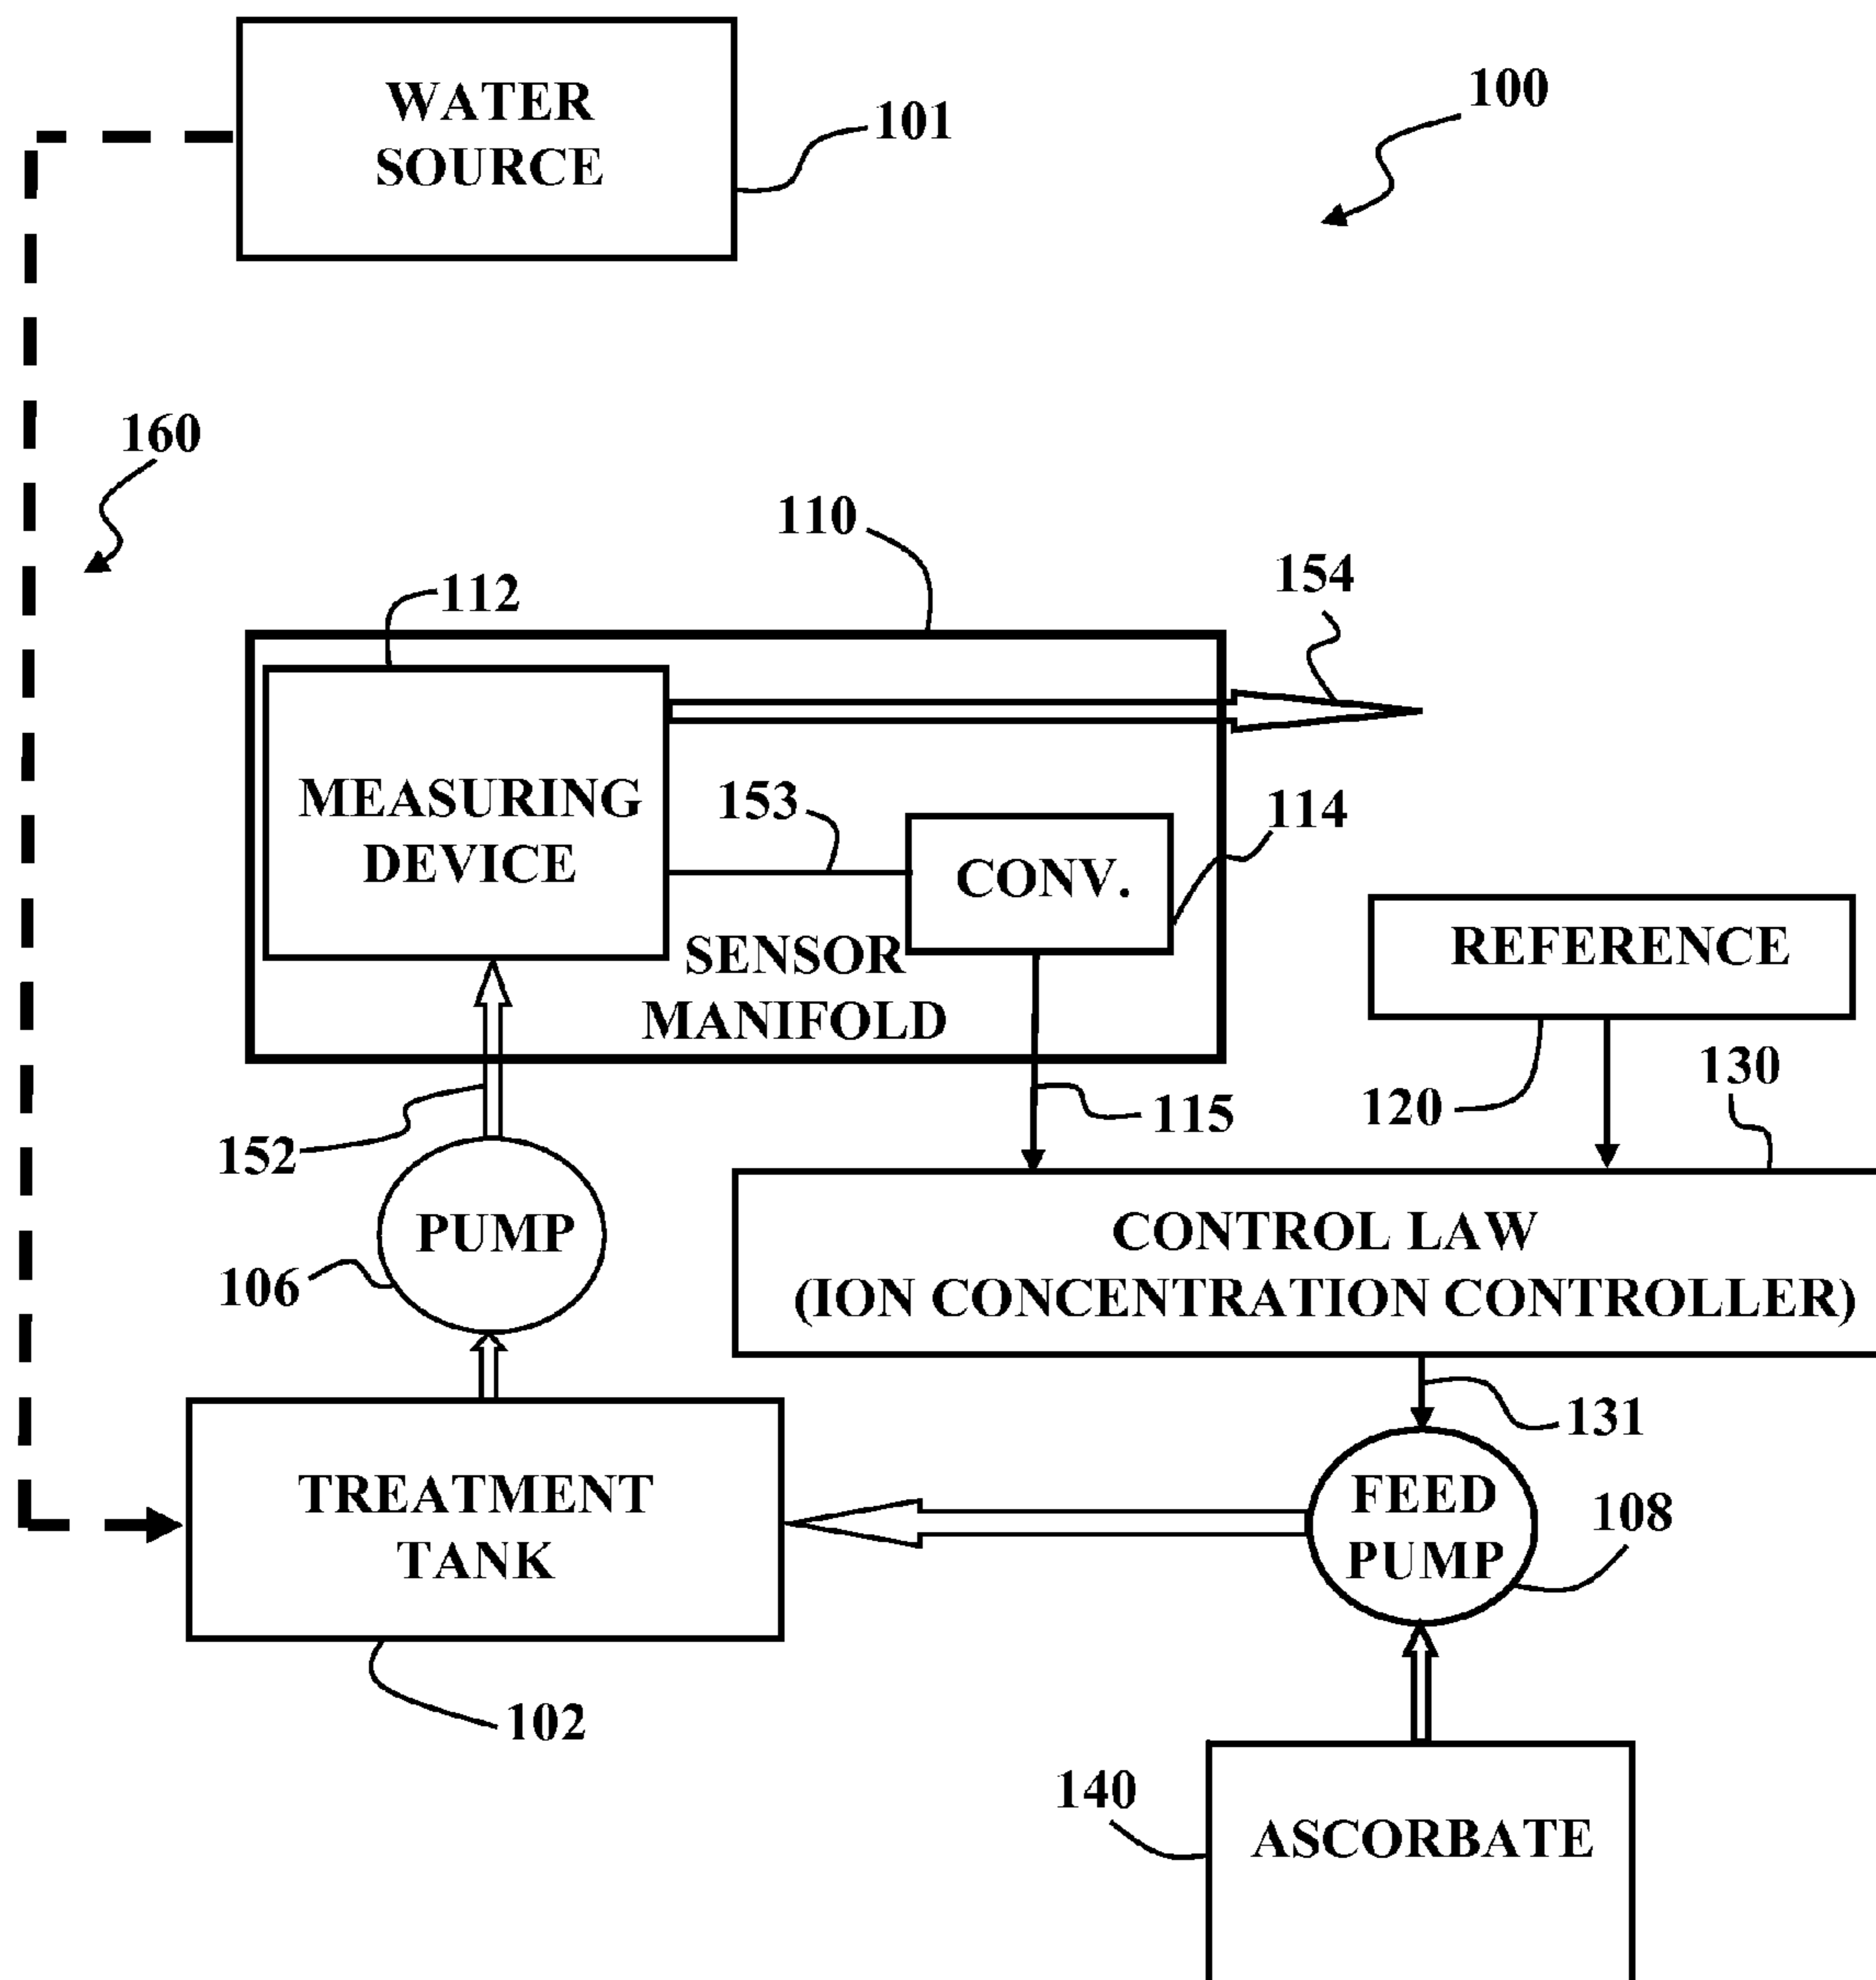 WATER
SOURCE
101
100
160
110
112
154
MEASURING
DEVICE
153
CONV.
114
SENSOR
MANIFOLD
REFERENCE
120
130
115
152
PUMP
106
CONTROL LAW
(ION CONCENTRATION CONTROLLER)
131
TREATMENT
TANK
102
FEED
PUMP
108
140
ASCORBATE